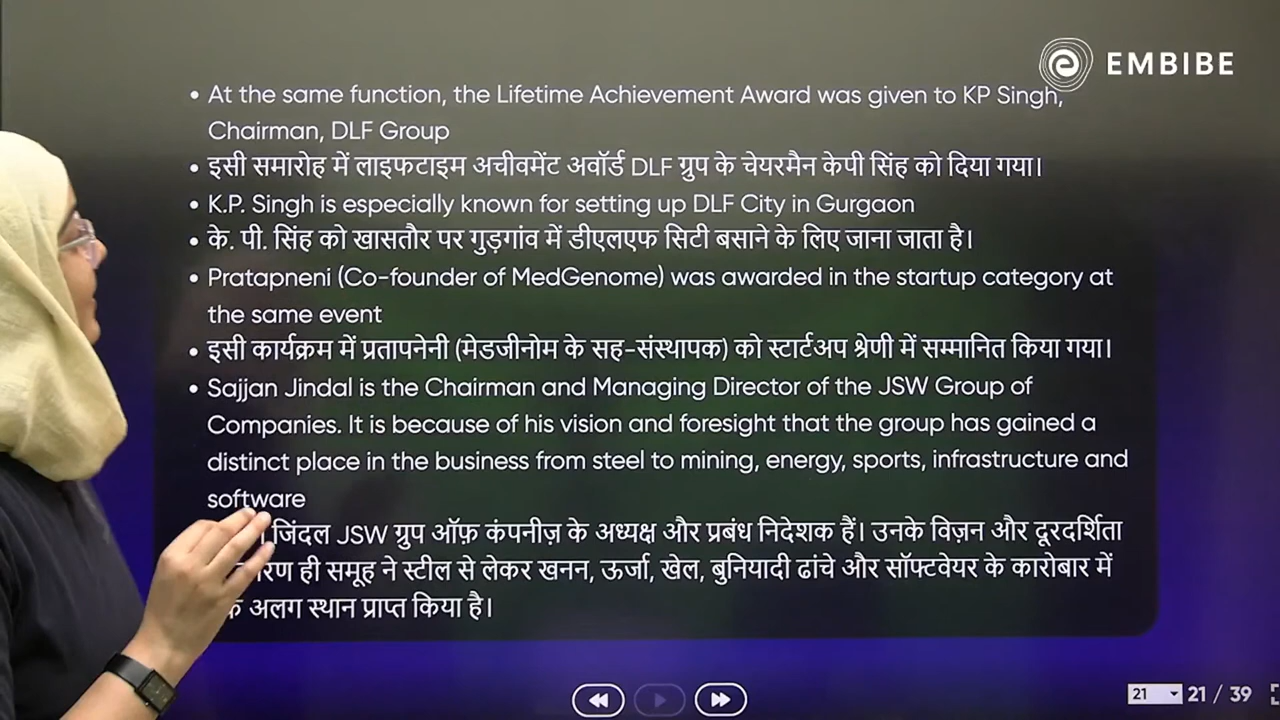 EMBIBE
• At the same function, the Lifetime Achievement Award was given to KP Singh,
Chairman, DLF Group
• इसी समारोह में लाइफटाइम अचीवमेंट अवॉर्ड DLF ग्रुप के चेयरमैन केपी सिंह को दिया गया।
• K.P. Singh is especially known for setting up DLF City in Gurgaon
• के. पी. सिंह को खासतौर पर गुड़गांव में डीएलएफ सिटी बसाने के लिए जाना जाता है।
• Pratapneni (Co-founder of MedGenome) was awarded in the startup category at
the same event
• इसी कार्यक्रम में प्रतापनेनी (मेडजीनोम के सह-संस्थापक) को स्टार्टअप श्रेणी में सम्मानित किया गया।
• Sajjan Jindal is the Chairman and Managing Director of the JSW Group of
Companies. It is because of his vision and foresight that the group has gained a
distinct place in the business from steel to mining, energy, sports, infrastructure and
software
जिंदल JSW ग्रुप ऑफ़ कंपनीज़ के अध्यक्ष और प्रबंध निदेशक हैं। उनके विज़न और दूरदर्शिता
ही समूह ने स्टील से लेकर खनन, ऊर्जा, खेल, बुनियादी ढांचे और सॉफ्टवेयर के कारोबार में
अलग स्थान प्राप्त किया है।
21 21 / 39